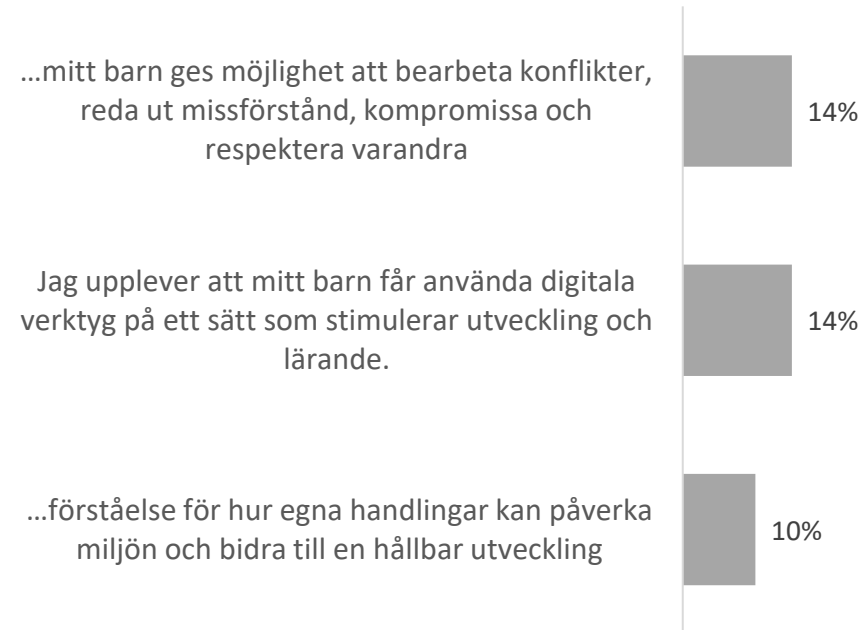 …mitt barn ges möjlighet att bearbeta konflikter,
reda ut missförstånd, kompromissa och
respektera varandra
14%
Jag upplever att mitt barn får använda digitala
verktyg på ett sätt som stimulerar utveckling och
lärande.
14%
…förståelse för hur egna handlingar kan påverka
miljön och bidra till en hållbar utveckling
10%